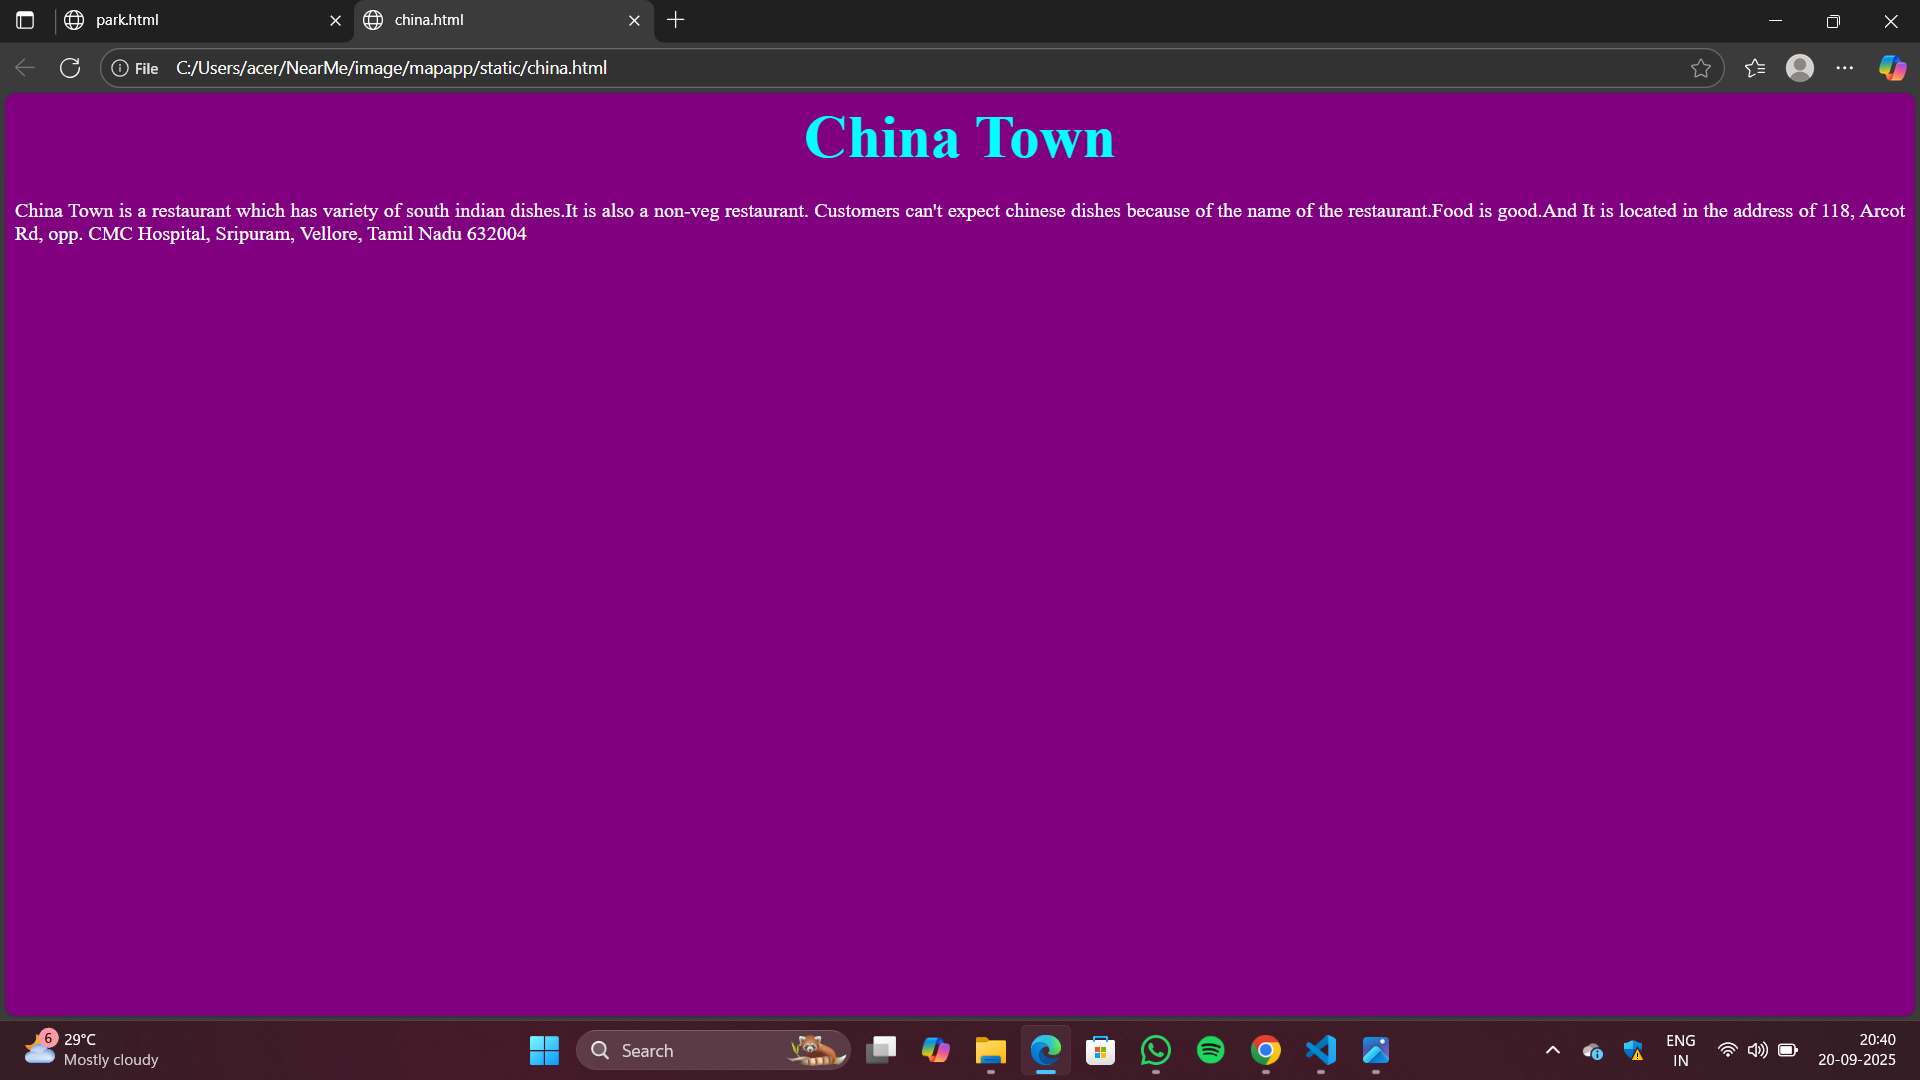 park.html
china.html
File
C:/Users/acer/NearMe/image/mapapp/static/china.html
China Town
China Town is a restaurant which has variety of south indian dishes.It is also a non-veg restaurant. Customers can't expect chinese dishes because of the name of the restaurant.Food is good.And It is located in the address of 118, Arcot
Rd, opp. CMC Hospital, Sripuram, Vellore, Tamil Nadu 632004
6
29°C
Mostly cloudy
Search
ENG
IN
20:40
20-09-2025